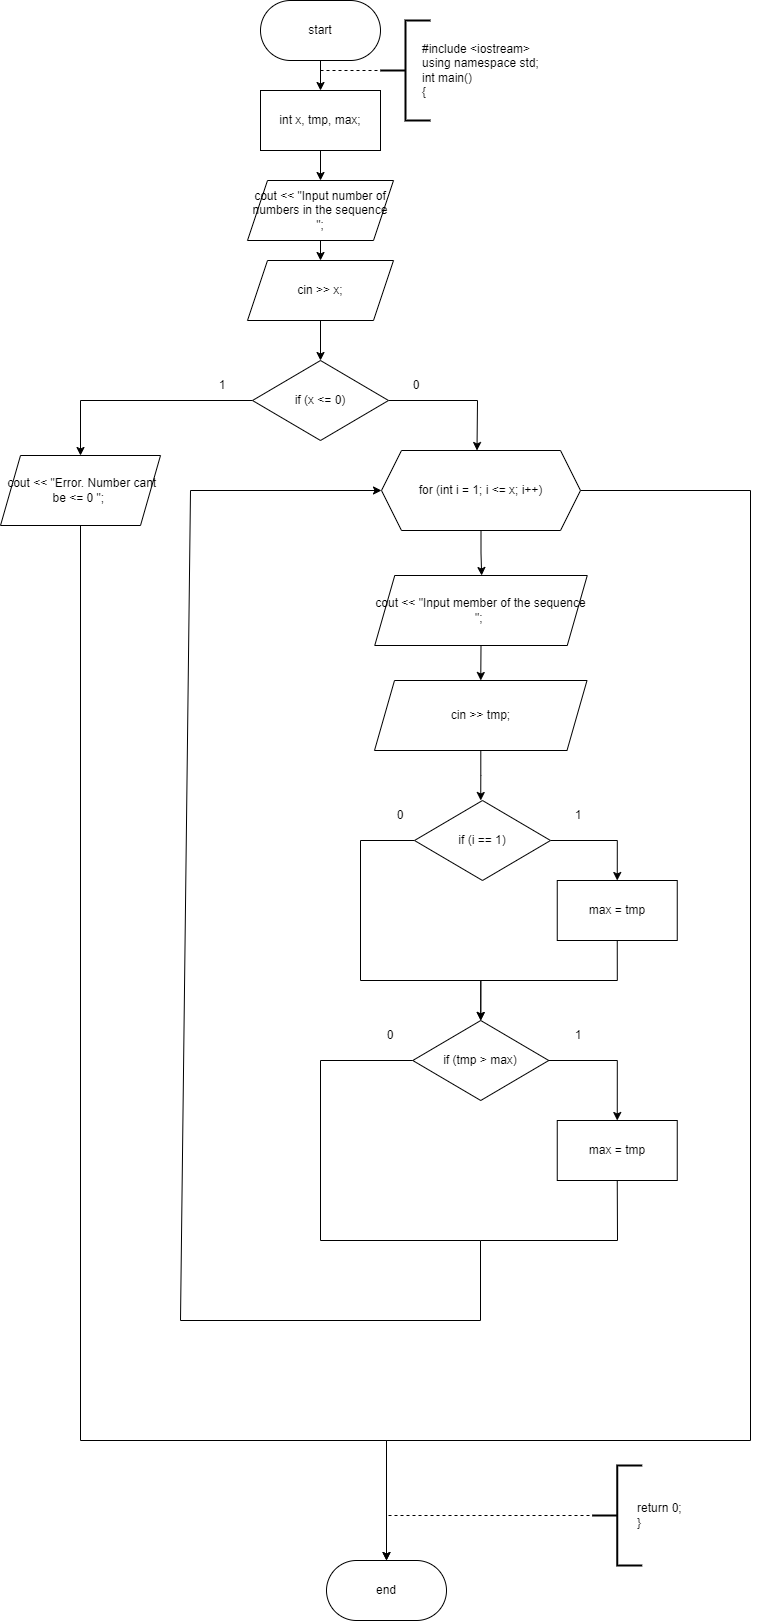 start
#include <iostream>
using namespace std;
int main()
{
int x, tmp, max;
cout << "Input number of
numbers in the sequence
";
cin >> x;
1
0
if (x <= 0)
cout << "Error. Number cant
be <= 0 ";
for (int i = 1; i <= x; i++)
cout << "Input member of the sequence
";
cin >> tmp;
0
1
if (i == 1)
max = tmp
0
1
if (tmp > max)
max = tmp
return 0;
}
end